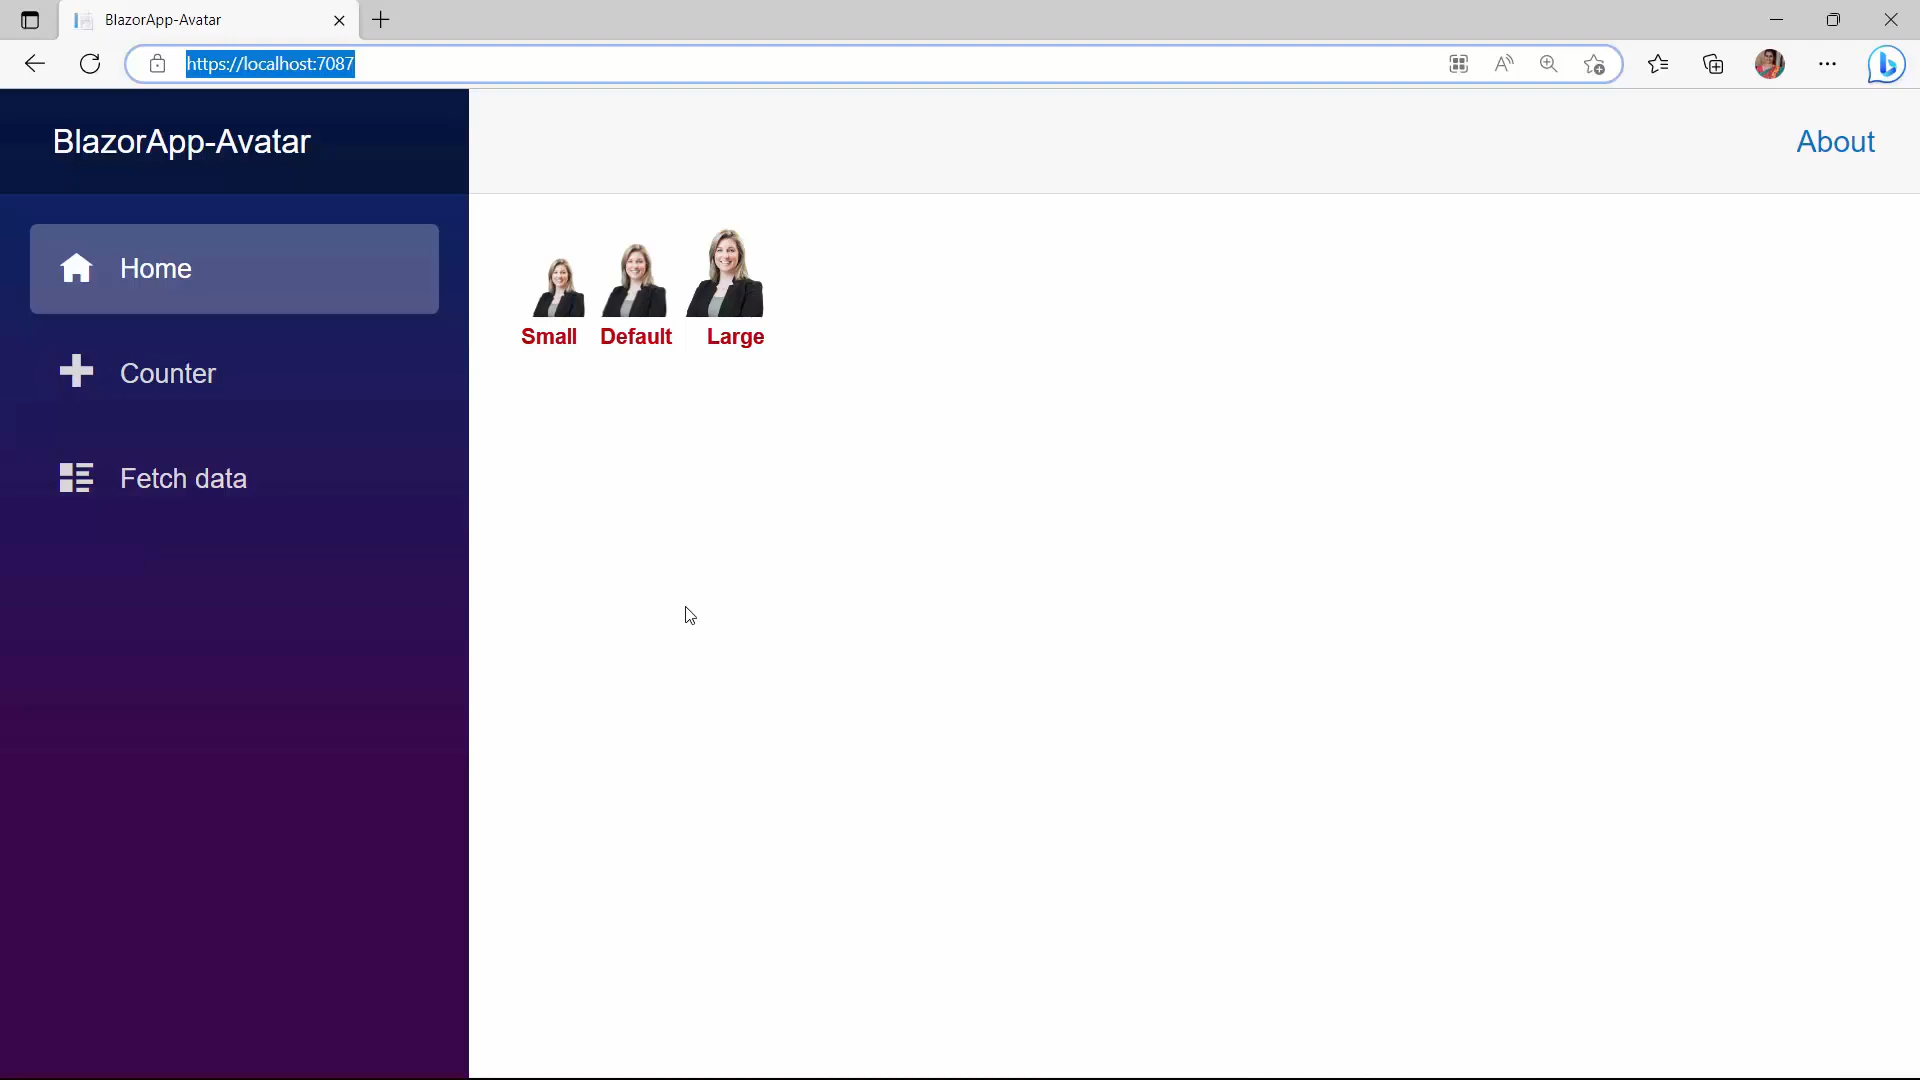 BlazorApp-Avatar
https://localhost:7087
BlazorApp-Avatar
About
Home
Counter
Fetch data
Small Default Large